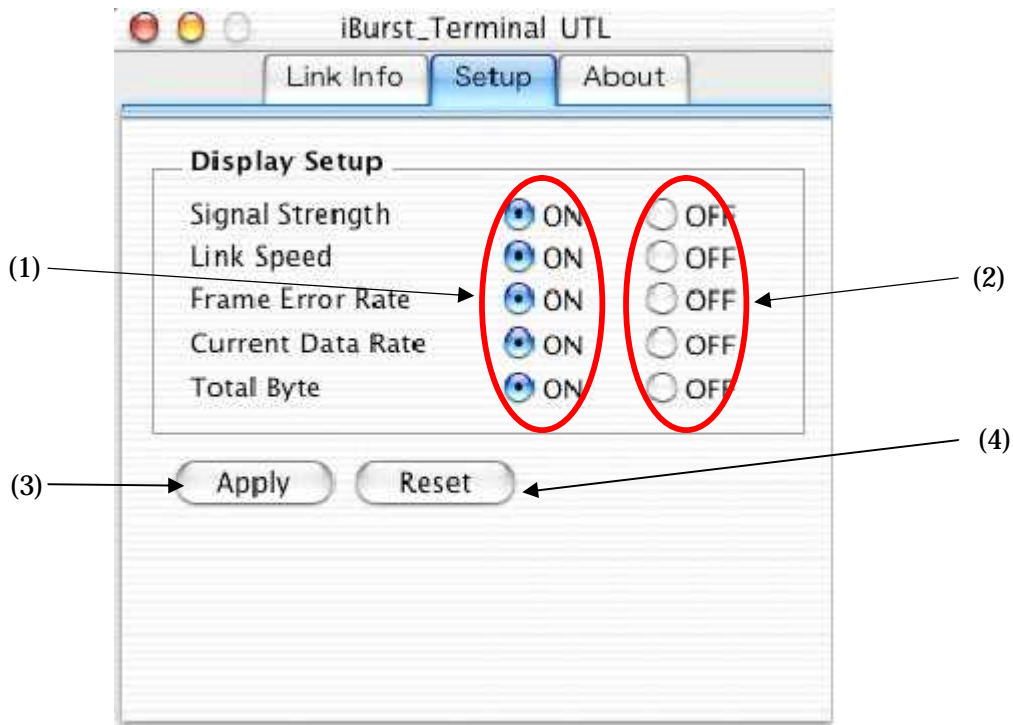 iBurst_Terminal UTL
Link Info Setup About
Display Setup
Signal Strength ON OFF
Link Speed ON OFF
(1)
Frame Error Rate ON OFF
(2)
Current Data Rate ON OFF
Total Byte ON OFF
(3)
Apply Reset
(4)